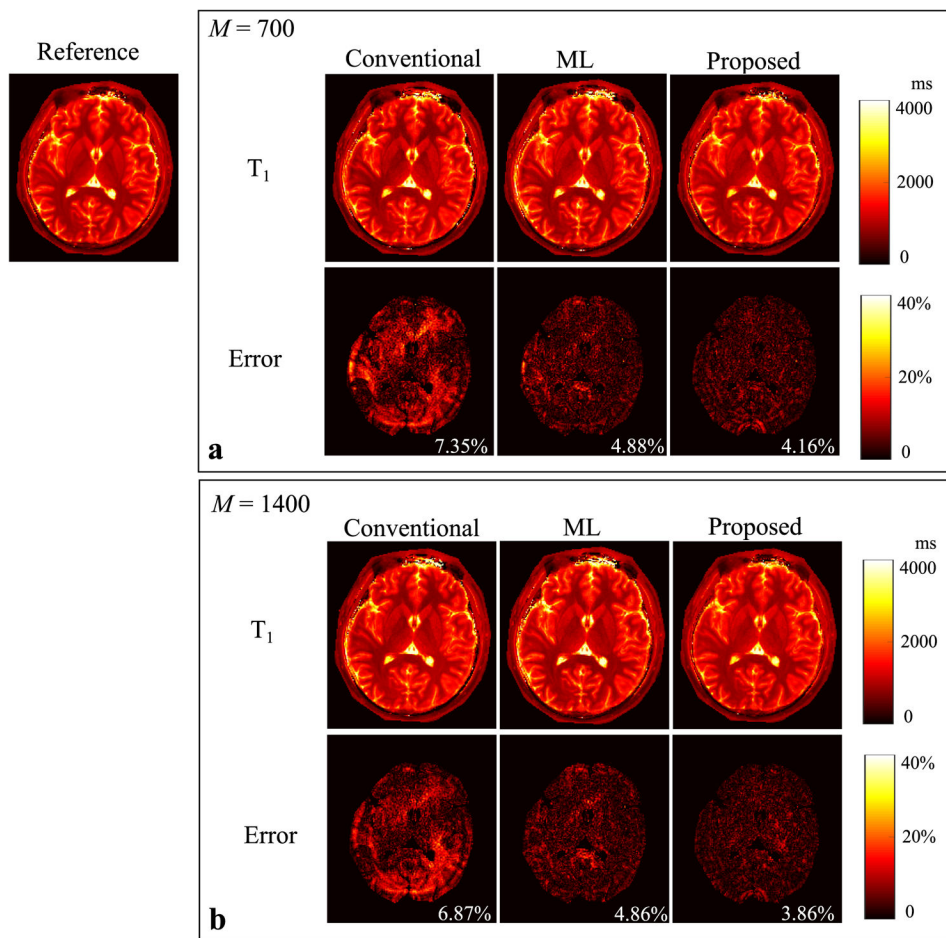 Reference
M = 700
Conventional ML Proposed
ms
T₁
4000
2000
0
Error
40%
20%
0
7.35% 4.88% 4.16%
a
M = 1400
Conventional ML Proposed
ms
T₁
4000
2000
0
Error
40%
20%
0
6.87% 4.86% 3.86%
b